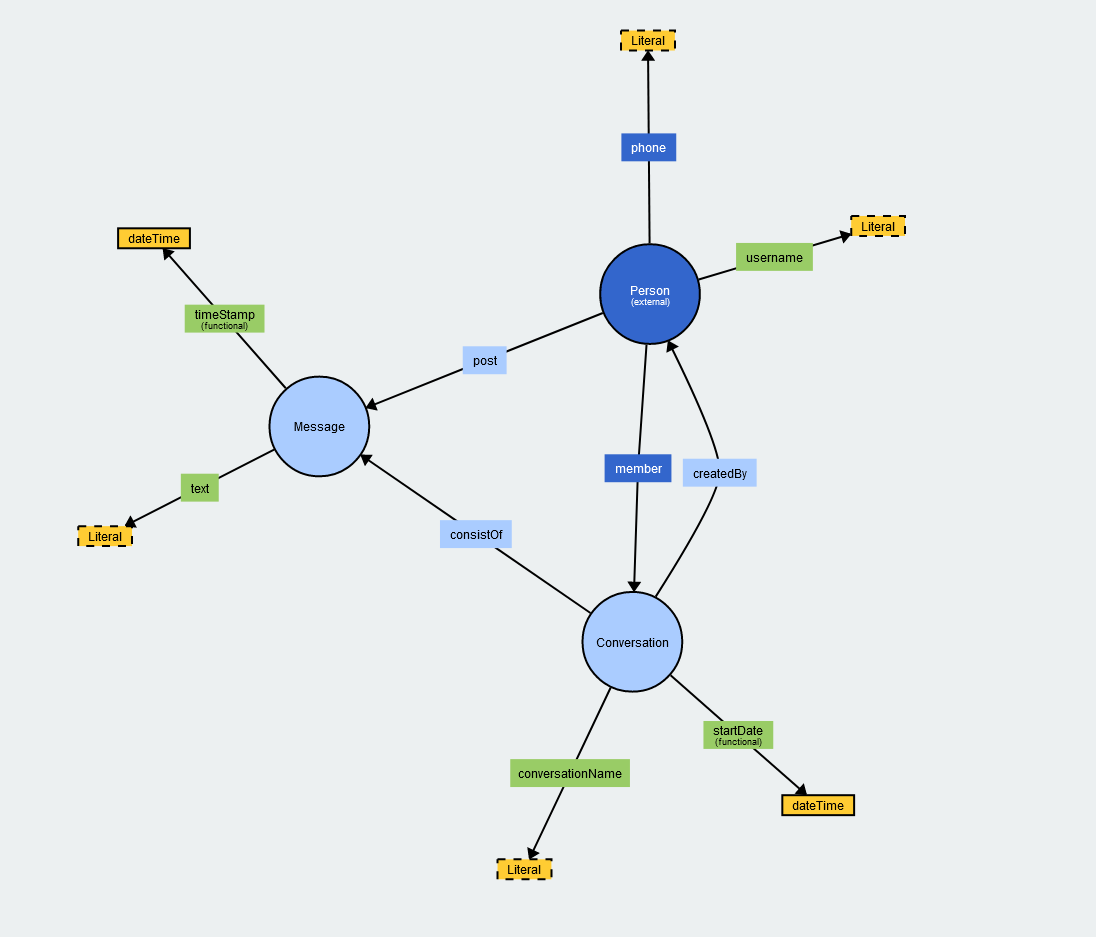 Literal
phone
Literal
dateTime
username
Person
(external)
timeStamp
(functional)
post
Message
member
createdBy
text
Literal
consistOf
Conversation
startDate
(functional)
conversationName
dateTime
Literal